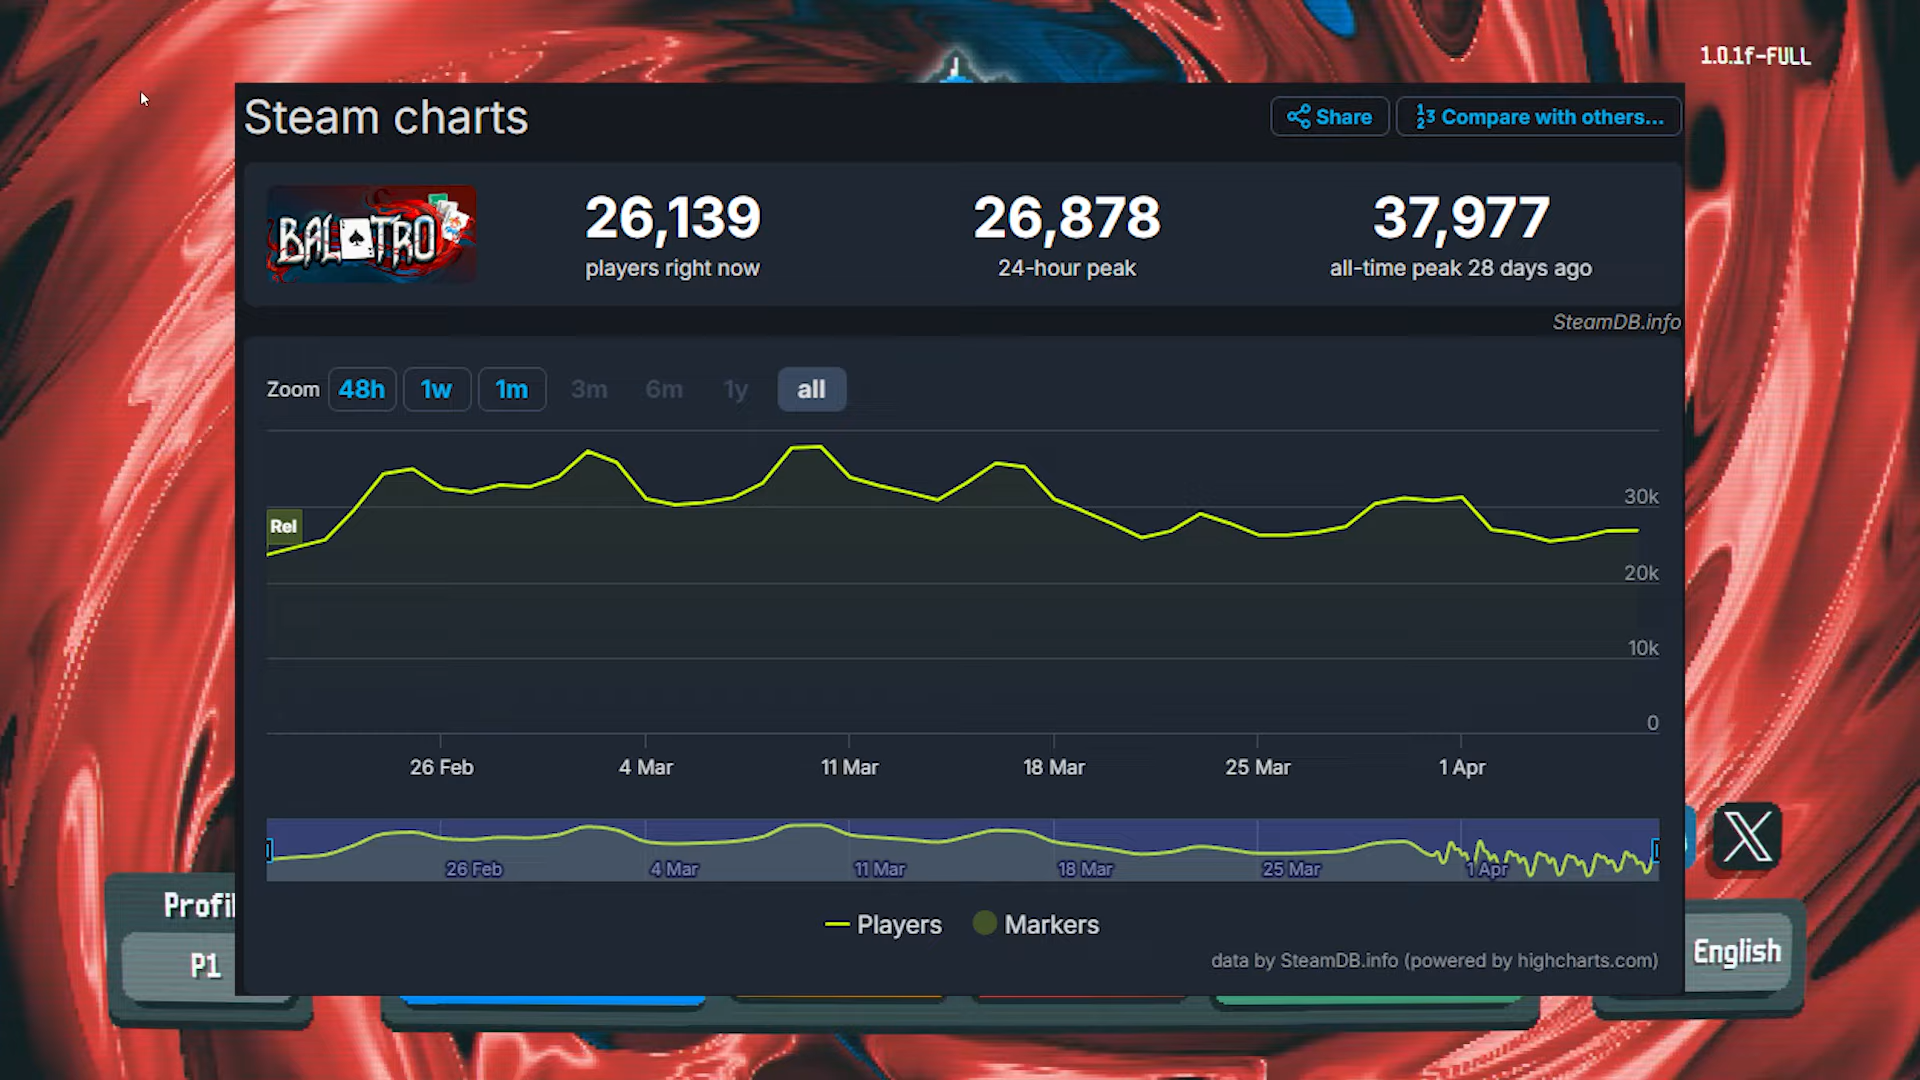 1.0.1f-FULL
Steam charts
Share
Compare with others...
BALATRO
26,139
players right now
26,878
24-hour peak
37,977
all-time peak 28 days ago
SteamDB.info
Zoom 48h 1w 1m 3m 6m 1y all
Rel
30k
20k
10k
0
26 Feb 4 Mar 11 Mar 18 Mar 25 Mar 1 Apr
26 Feb 4 Mar 11 Mar 18 Mar 25 Mar 1 Apr
Players Markers
data by SteamDB.info (powered by highcharts.com)
Profil
P1
English